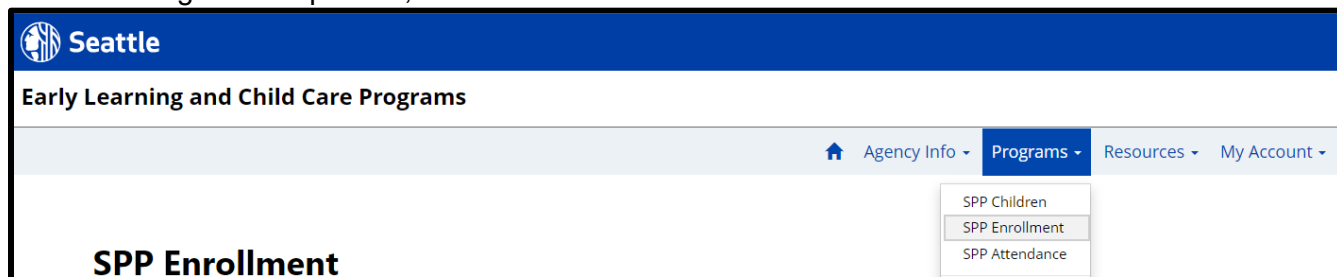 Seattle
Early Learning and Child Care Programs
Agency Info Programs Resources My Account
SPP Children
SPP Enrollment
SPP Attendance
SPP Enrollment